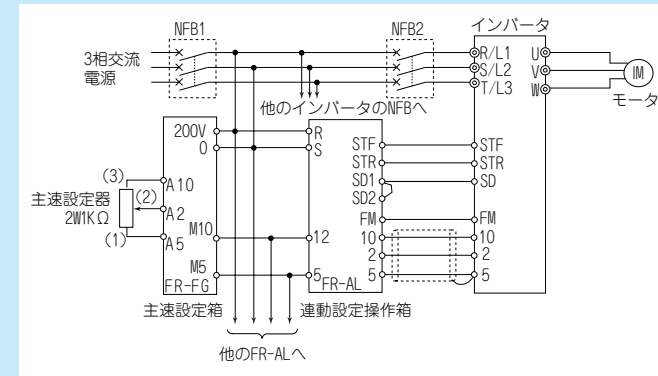 NFB1
NFB2
インバータ
3相交流
電源
R/L1
S/L2
T/L3
U
V
W
IM
モータ
他のインバータのNFBへ
200V
0
R
S
STF
STR
SD1
SD2
FM
10
2
5
STF
STR
SD
FM
10
2
5
(3)
(2)
(1)
主速設定器
2W1KΩ
A10
A2
A5
M10
M5
FR-FG
12
5
FR-AL
主速設定箱
連動設定操作箱
他のFR-ALへ